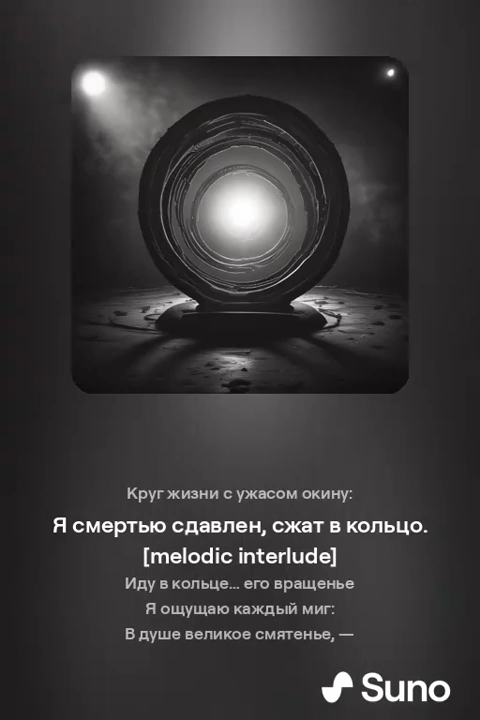 Круг жизни с ужасом окину:
Я смертью сдавлен, сжат в кольцо.
[melodic interlude]
Иду в кольце... его вращенье
Я ощущаю каждый миг:
В душе великое смятенье, —
Suno